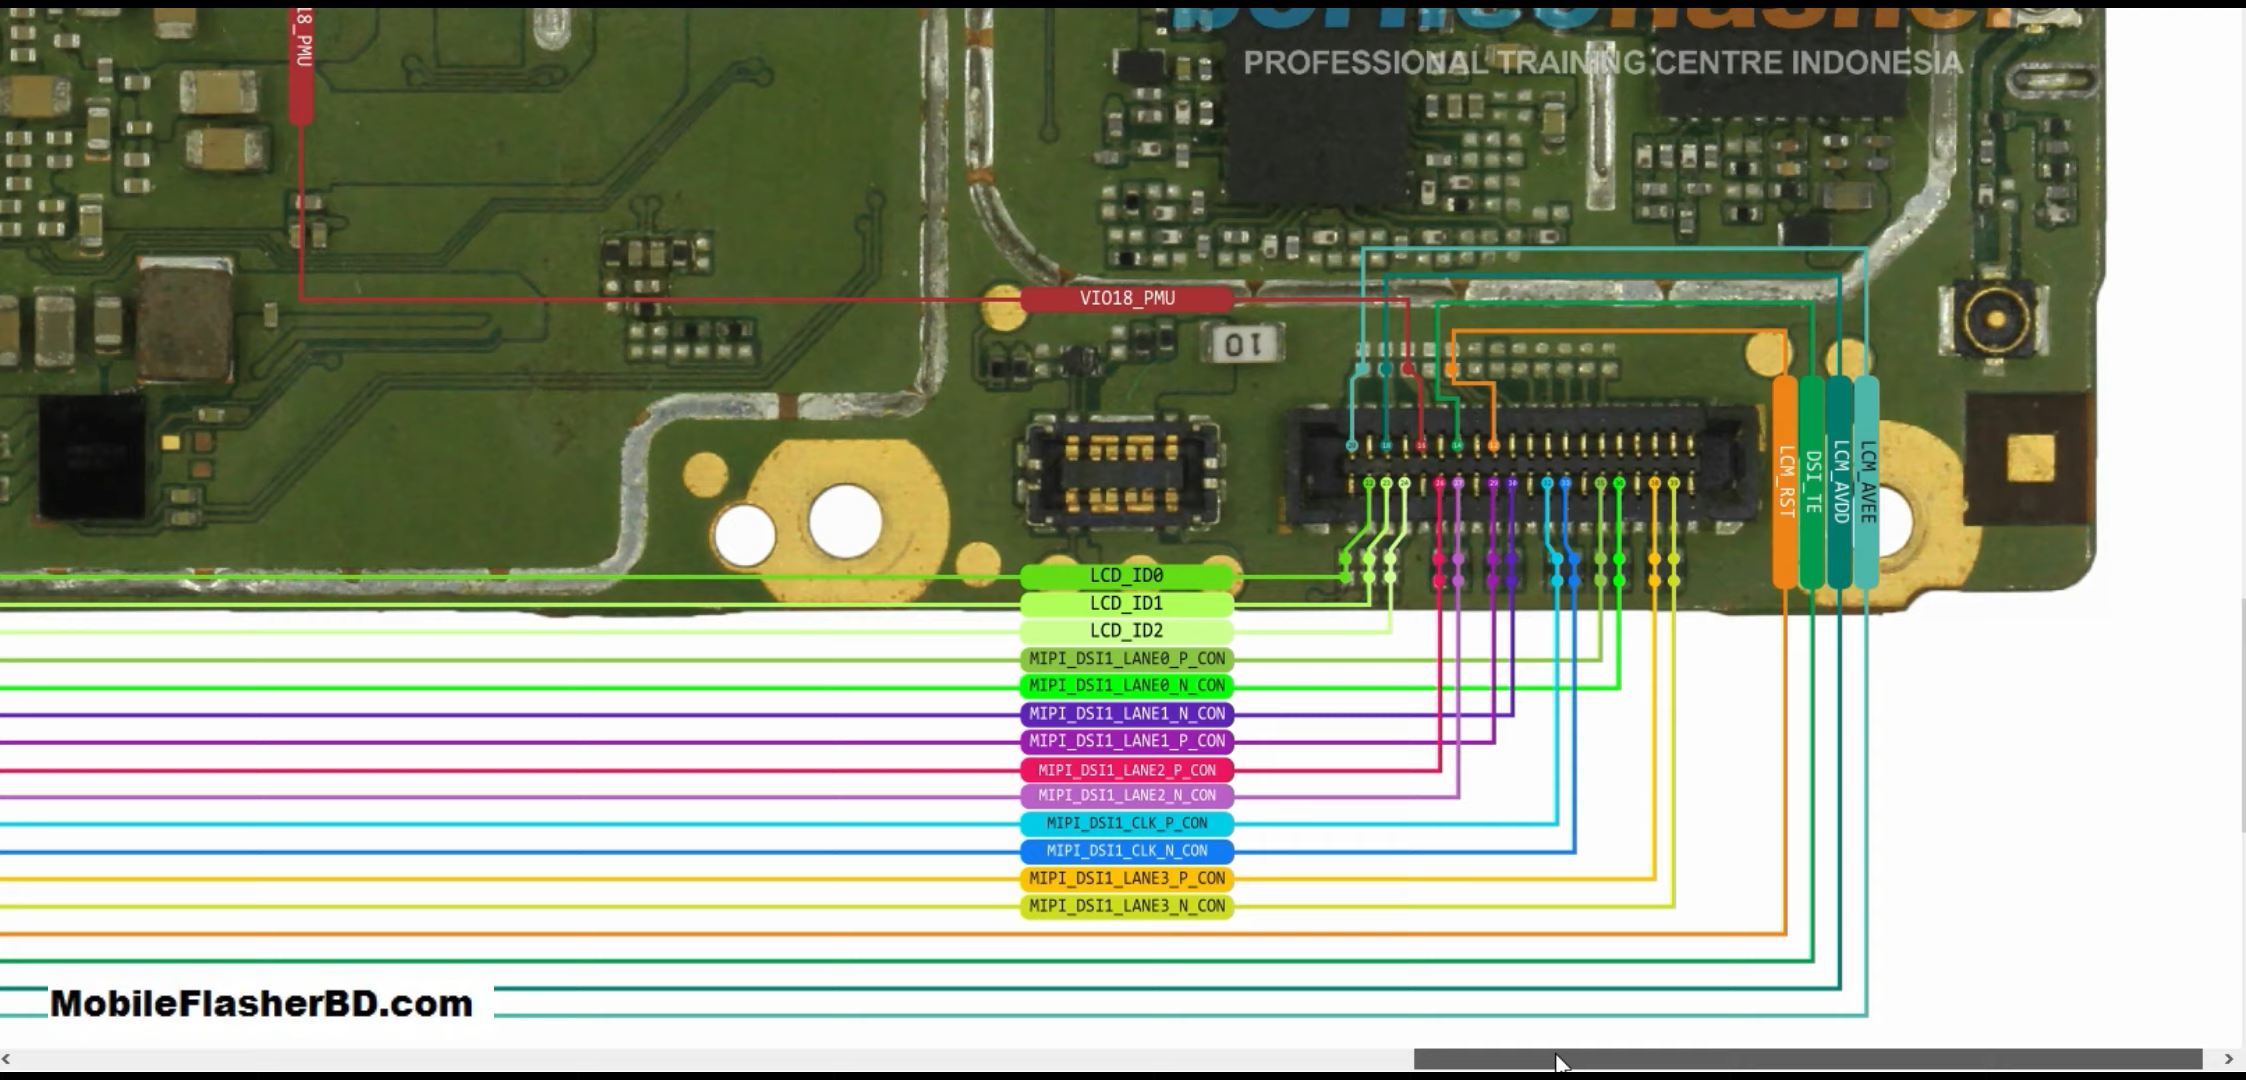 18_PMU
borneoflasher
PROFESSIONAL TRAINING CENTRE INDONESIA
VIO18_PMU
10
LCM_RST
DSI_TE
LCM_AVDD
LCM_AVEE
LCD_ID0
LCD_ID1
LCD_ID2
MIPI_DSI1_LANE0_P_CON
MIPI_DSI1_LANE0_N_CON
MIPI_DSI1_LANE1_N_CON
MIPI_DSI1_LANE1_P_CON
MIPI_DSI1_LANE2_P_CON
MIPI_DSI1_LANE2_N_CON
MIPI_DSI1_CLK_P_CON
MIPI_DSI1_CLK_N_CON
MIPI_DSI1_LANE3_P_CON
MIPI_DSI1_LANE3_N_CON
MobileFlasherBD.com